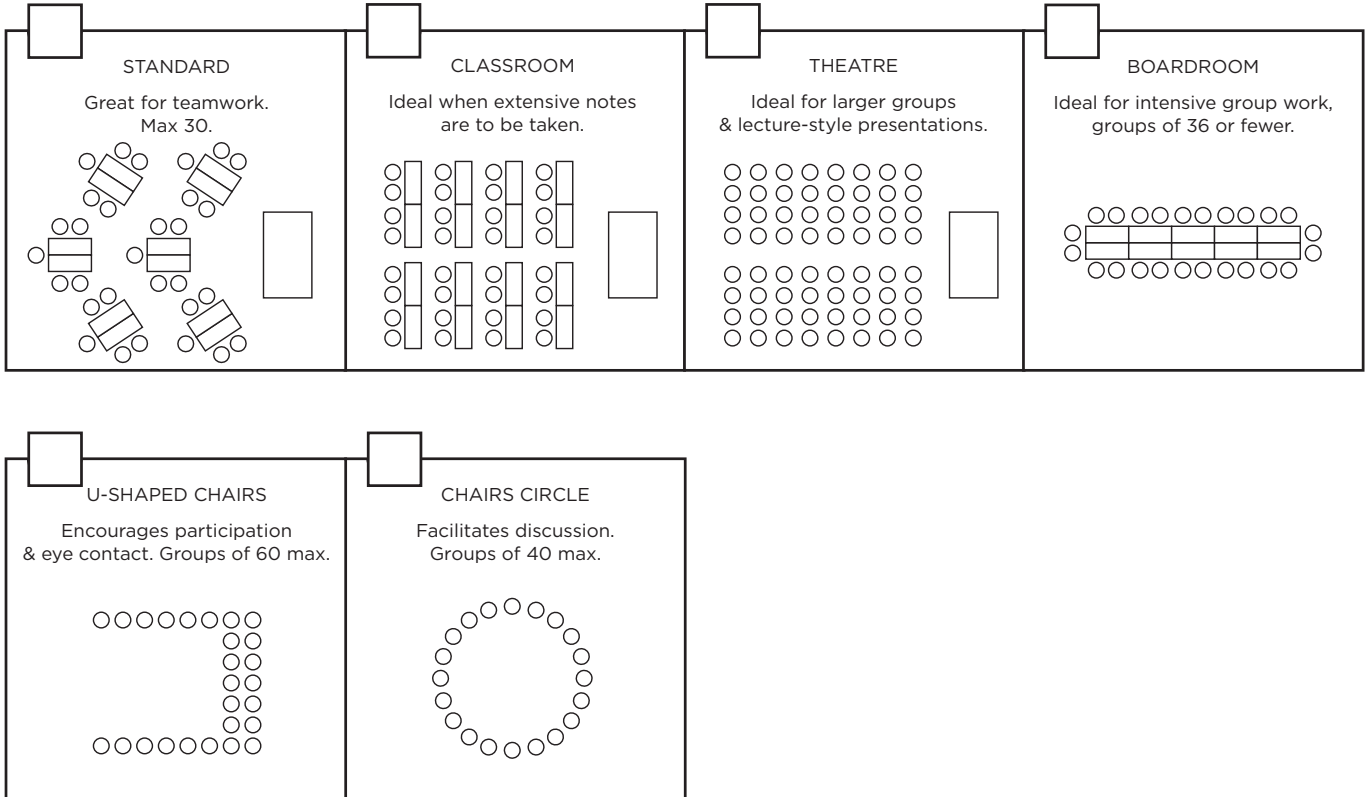 STANDARD
Great for teamwork.
Max 30.
CLASSROOM
Ideal when extensive notes
are to be taken.
THEATRE
Ideal for larger groups
& lecture-style presentations.
BOARDROOM
Ideal for intensive group work,
groups of 36 or fewer.
U-SHAPED CHAIRS
Encourages participation
& eye contact. Groups of 60 max.
CHAIRS CIRCLE
Facilitates discussion.
Groups of 40 max.